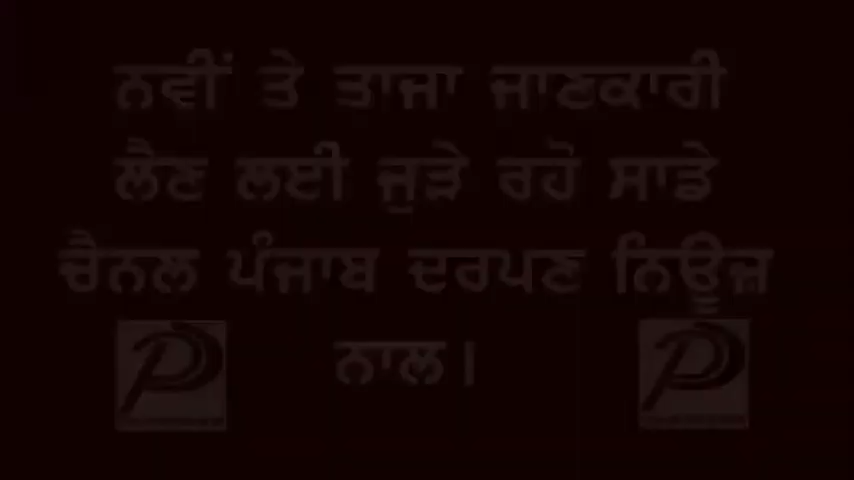 ਨਵੀਂ ਤੇ ਤਾਜਾ ਜਾਣਕਾਰੀ
ਲੈਣ ਲਈ ਜੁੜੇ ਰਹੋ ਸਾਡੇ
ਚੈਨਲ ਪੰਜਾਬ ਦਰਪਣ ਨਿਊਜ਼
ਨਾਲ।